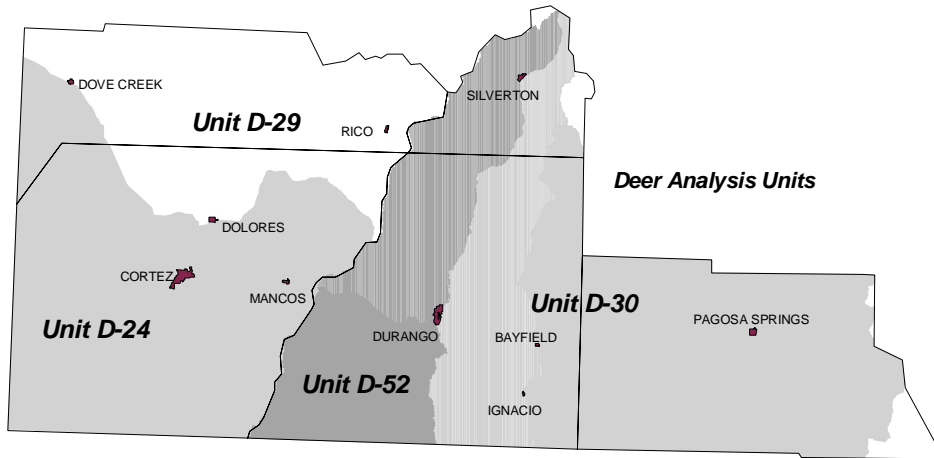 DOVE CREEK
SILVERTON
Unit D-29
RICO
Deer Analysis Units
DOLORES
CORTEZ
MANCOS
Unit D-30
Unit D-24
DURANGO
BAYFIELD
PAGOSA SPRINGS
Unit D-52
IGNACIO